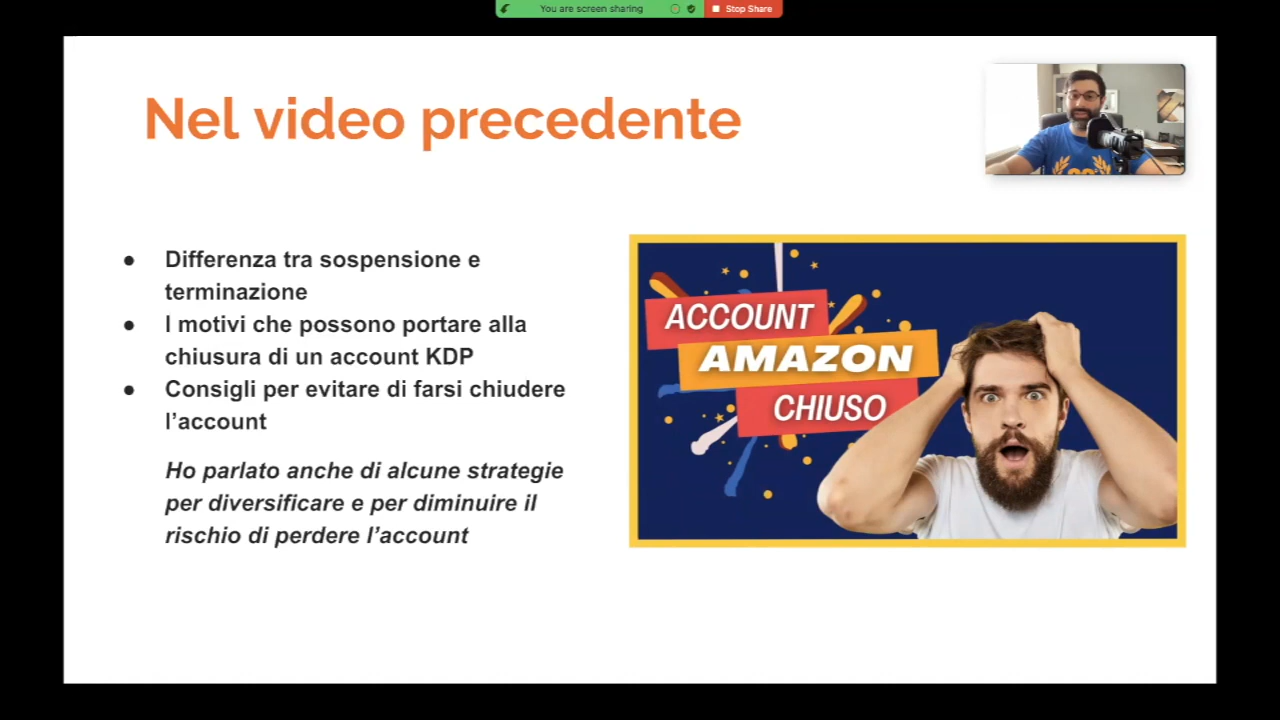 You are screen sharing
Stop Share
Nel video precedente
● Differenza tra sospensione e
terminazione
● I motivi che possono portare alla
chiusura di un account KDP
● Consigli per evitare di farsi chiudere
l’account
Ho parlato anche di alcune strategie
per diversificare e per diminuire il
rischio di perdere l’account
ACCOUNT
AMAZON
CHIUSO